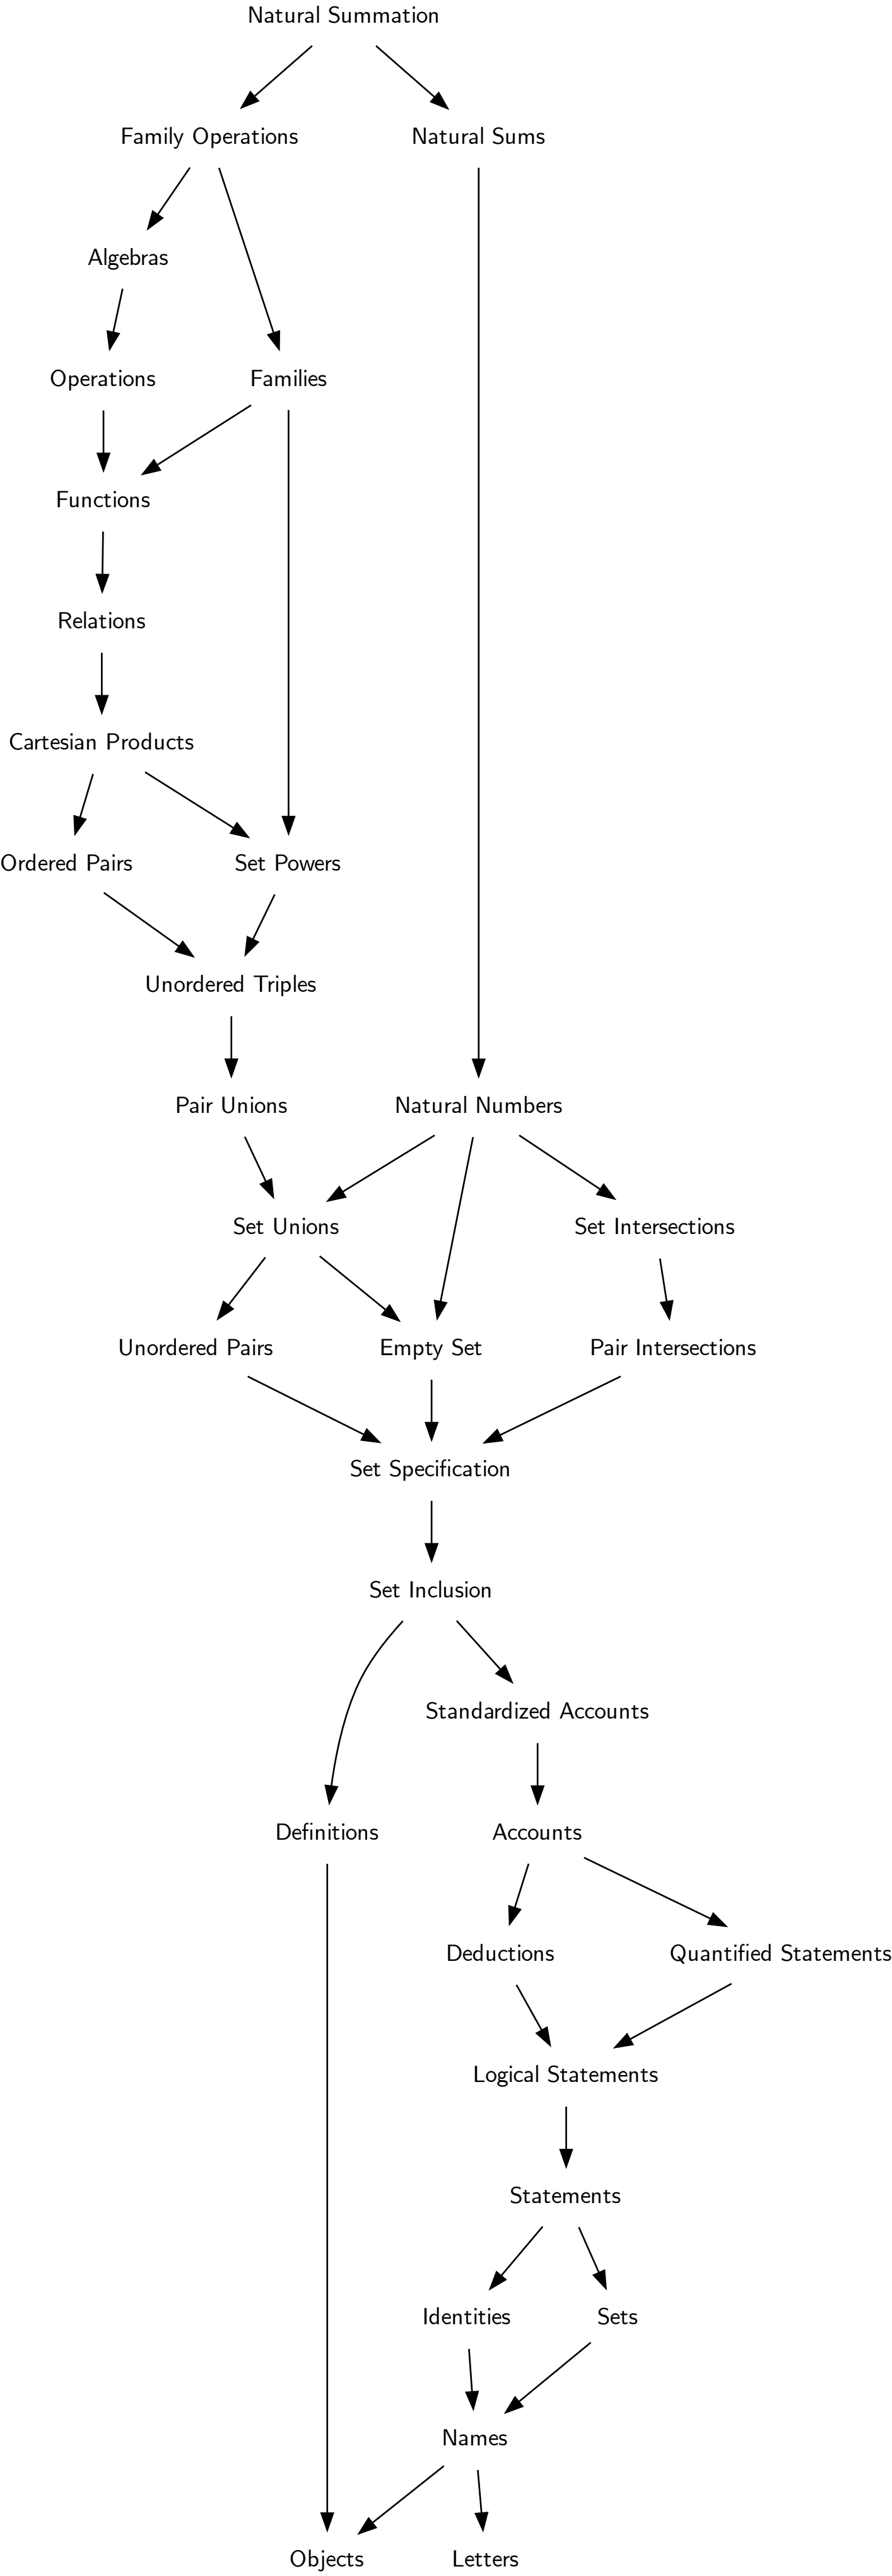 Natural Summation
Family Operations
Natural Sums
Algebras
Operations
Families
Functions
Relations
Cartesian Products
Ordered Pairs
Set Powers
Unordered Triples
Pair Unions
Natural Numbers
Set Unions
Set Intersections
Unordered Pairs
Empty Set
Pair Intersections
Set Specification
Set Inclusion
Standardized Accounts
Definitions
Accounts
Deductions
Quantified Statements
Logical Statements
Statements
Identities
Sets
Names
Objects
Letters